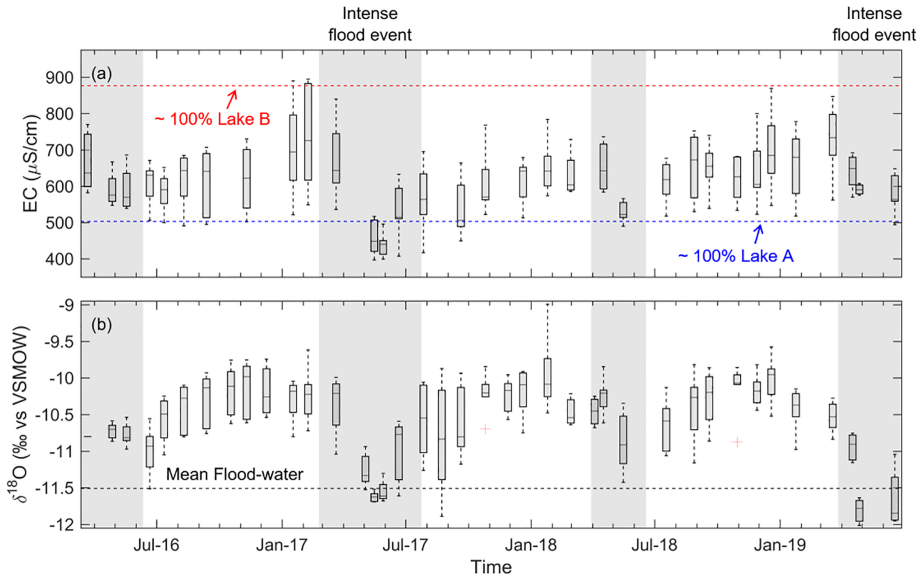 Intense
flood event
Intense
flood event
(a)
EC (μS/cm)
900
800
700
600
500
400
~ 100% Lake B
~ 100% Lake A
(b)
δ18O (‰ vs VSMOW)
-9
-9.5
-10
-10.5
-11
-11.5
-12
Mean Flood-water
Jul-16
Jan-17
Jul-17
Jan-18
Jul-18
Jan-19
Time